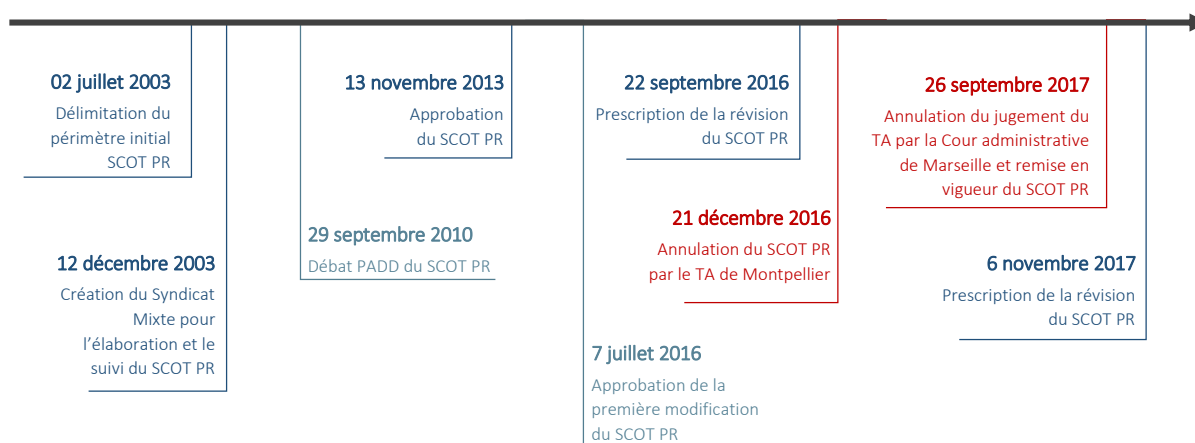 02 juillet 2003
Délimitation du
périmètre initial
SCOT PR
12 décembre 2003
Création du Syndicat
Mixte pour
l’élaboration et le
suivi du SCOT PR
29 septembre 2010
Débat PADD du SCOT PR
13 novembre 2013
Approbation
du SCOT PR
7 juillet 2016
Approbation de la
première modification
du SCOT PR
22 septembre 2016
Prescription de la révision
du SCOT PR
21 décembre 2016
Annulation du SCOT PR
par le TA de Montpellier
26 septembre 2017
Annulation du jugement du
TA par la Cour administrative
de Marseille et remise en
vigueur du SCOT PR
6 novembre 2017
Prescription de la révision
du SCOT PR